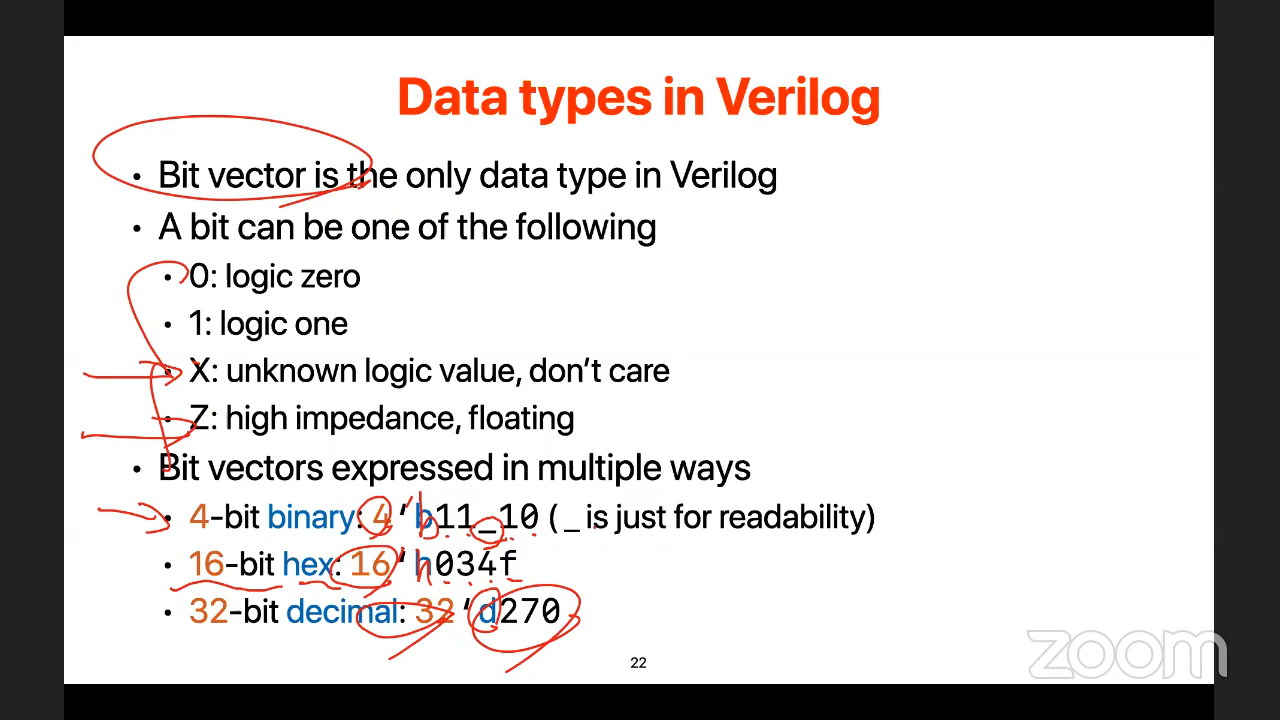 Data types in Verilog
• Bit vector is the only data type in Verilog
• A bit can be one of the following
• 0: logic zero
• 1: logic one
• X: unknown logic value, don’t care
• Z: high impedance, floating
• Bit vectors expressed in multiple ways
• 4-bit binary: 4‘b11_10 ( _ is just for readability)
• 16-bit hex: 16‘h034f
• 32-bit decimal: 32‘d270
22
zoom